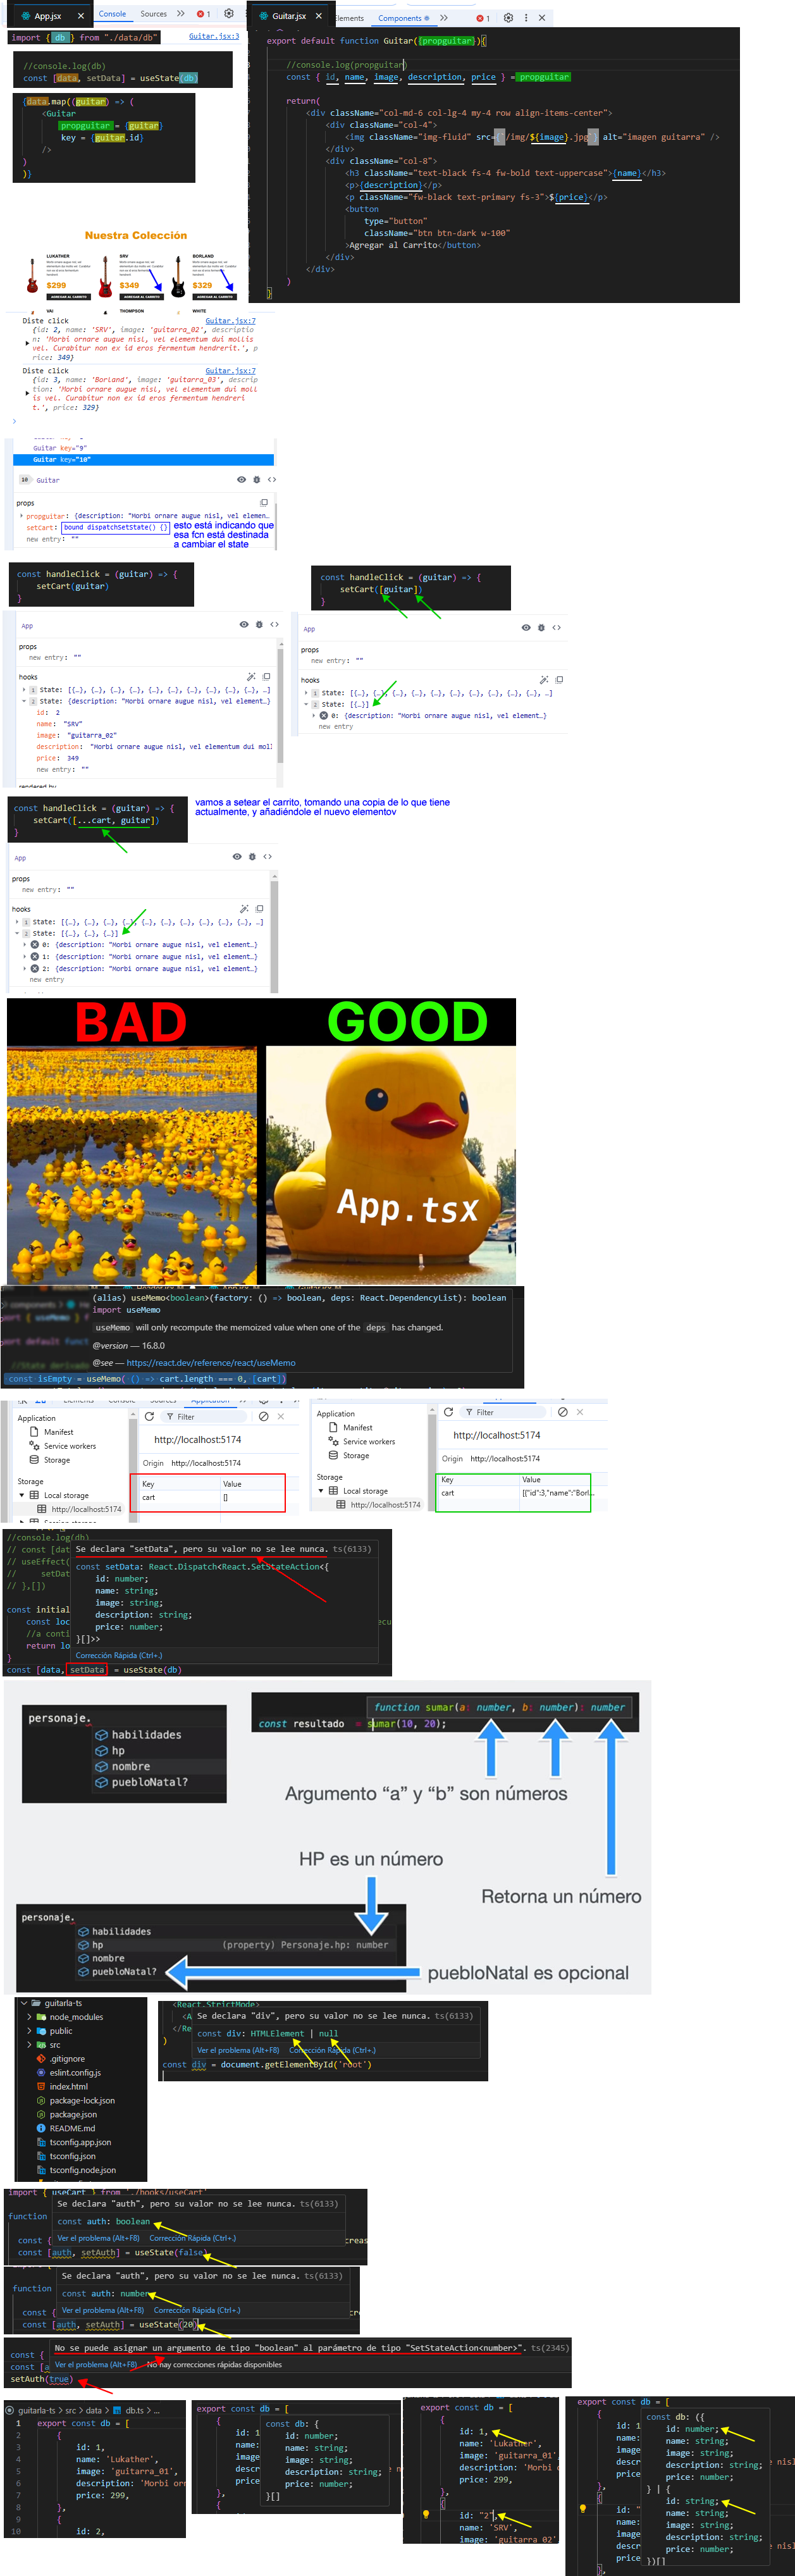 App.jsx
Console
Sources
1
Guitar.jsx
Elements
Components
1
import { db } from "./data/db"
Guitar.jsx:3
//console.log(db)
const [data, setData] = useState(db)
{data.map((guitar) => (
<Guitar
propguitar = {guitar}
key = {guitar.id}
/>
)
)}
export default function Guitar({propguitar}){
//console.log(propguitar)
const { id, name, image, description, price } = propguitar
return(
<div className="col-md-6 col-lg-4 my-4 row align-items-center">
<div className="col-4">
<img className="img-fluid" src={`/img/${image}.jpg`} alt="imagen guitarra" />
</div>
<div className="col-8">
<h3 className="text-black fs-4 fw-bold text-uppercase">{name}</h3>
<p>{description}</p>
<p className="fw-black text-primary fs-3">${price}</p>
<button
type="button"
className="btn btn-dark w-100"
>Agregar al Carrito</button>
</div>
</div>
)
}
Nuestra Colección
LUKATHER
SRV
BORLAND
$299
$349
$329
AGREGAR AL CARRITO
AGREGAR AL CARRITO
AGREGAR AL CARRITO
VAI
THOMPSON
WHITE
Diste click
Guitar.jsx:7
{id: 2, name: 'SRV', image: 'guitarra_02', descriptio
n: 'Morbi ornare augue nisl, vel elementum dui mollis
vel. Curabitur non ex id eros fermentum hendrerit.', p
rice: 349}
Diste click
Guitar.jsx:7
{id: 3, name: 'Borland', image: 'guitarra_03', descrip
tion: 'Morbi ornare augue nisl, vel elementum dui moll
is vel. Curabitur non ex id eros fermentum hendreri
t.', price: 329}
Guitar key="9"
Guitar key="10"
10 Guitar
props
propguitar: {description: "Morbi ornare augue nisl, vel elemen…
setCart: bound dispatchSetState() {}
new entry: ""
esto está indicando que
esa fcn está destinada
a cambiar el state
const handleClick = (guitar) => {
setCart(guitar)
}
const handleClick = (guitar) => {
setCart([guitar])
}
App
props
new entry: ""
hooks
1 State: [{…}, {…}, {…}, {…}, {…}, {…}, {…}, {…}, {…}, …]
2 State: {description: "Morbi ornare augue nisl, vel element…}
id: 2
name: "SRV"
image: "guitarra_02"
description: "Morbi ornare augue nisl, vel elementum dui moll
price: 349
new entry: ""
rendered by
App
props
new entry: ""
hooks
1 State: [{…}, {…}, {…}, {…}, {…}, {…}, {…}, {…}, {…}, …]
2 State: [{…}]
0: {description: "Morbi ornare augue nisl, vel element…}
new entry
const handleClick = (guitar) => {
setCart([...cart, guitar])
}
vamos a setear el carrito, tomando una copia de lo que tiene
actualmente, y añadiéndole el nuevo elementov
App
props
new entry: ""
hooks
1 State: [{…}, {…}, {…}, {…}, {…}, {…}, {…}, {…}, {…}, …]
2 State: [{…}, {…}, {…}]
0: {description: "Morbi ornare augue nisl, vel element…}
1: {description: "Morbi ornare augue nisl, vel element…}
2: {description: "Morbi ornare augue nisl, vel element…}
new entry
BAD
GOOD
App.tsx
(alias) useMemo<boolean>(factory: () => boolean, deps: React.DependencyList): boolean
import useMemo
useMemo will only recompute the memoized value when one of the deps has changed.
@version — 16.8.0
@see — https://react.dev/reference/react/useMemo
const isEmpty = useMemo( () => cart.length === 0, [cart])
Application
Manifest
Service workers
Storage
Storage
Local storage
http://localhost:5174
Filter
http://localhost:5174
Origin http://localhost:5174
Key Value
cart []
Application
Manifest
Service workers
Storage
Storage
Local storage
http://localhost:5174
Filter
http://localhost:5174
Origin http://localhost:5174
Key Value
cart [{"id":3,"name":"Borl...
//console.log(db)
// const [dat
// useEffect(
// setDat
// },[])
Se declara "setData", pero su valor no se lee nunca. ts(6133)
const setData: React.Dispatch<React.SetStateAction<{
id: number;
name: string;
image: string;
description: string;
price: number;
}[]>>
Corrección Rápida (Ctrl+.)
const initial
const loc
//a conti
return lo
}
const [data, setData] = useState(db)
personaje.
habilidades
hp
nombre
puebloNatal?
function sumar(a: number, b: number): number
const resultado = sumar(10, 20);
Argumento “a” y “b” son números
HP es un número
Retorna un número
personaje.
habilidades
hp (property) Personaje.hp: number
nombre
puebloNatal?
puebloNatal es opcional
guitarla-ts
node_modules
public
src
.gitignore
eslint.config.js
index.html
package-lock.json
package.json
README.md
tsconfig.app.json
tsconfig.json
tsconfig.node.json
<React.StrictMode>
Se declara "div", pero su valor no se lee nunca. ts(6133)
const div: HTMLElement | null
Ver el problema (Alt+F8) Corrección Rápida (Ctrl+.)
const div = document.getElementById('root')
import { useCart } from './hooks/useCart'
Se declara "auth", pero su valor no se lee nunca. ts(6133)
function
const auth: boolean
Ver el problema (Alt+F8) Corrección Rápida (Ctrl+.)
const [auth, setAuth] = useState(false)
Se declara "auth", pero su valor no se lee nunca. ts(6133)
function
const auth: number
Ver el problema (Alt+F8) Corrección Rápida (Ctrl+.)
const [auth, setAuth] = useState(20)
No se puede asignar un argumento de tipo "boolean" al parámetro de tipo "SetStateAction<number>". ts(2345)
Ver el problema (Alt+F8) No hay correcciones rápidas disponibles
setAuth(true)
guitarla-ts > src > data > db.ts > ...
1 export const db = [
2 {
3 id: 1,
4 name: 'Lukather',
5 image: 'guitarra_01',
6 description: 'Morbi orn
7 price: 299,
8 },
9 {
10 id: 2,
export const db = [
{
id: 1
name:
image
descr
price
},
{
const db: {
id: number;
name: string;
image: string;
description: string;
price: number;
}[]
export const db = [
{
id: 1,
name: 'Lukather',
image: 'guitarra_01',
description: 'Morbi o
price: 299,
},
{
id: "2",
name: 'SRV',
image: 'guitarra_02'
export const db = [
{
const db: ({
id: number;
name: string;
image: string;
description: string;
price: number;
} | {
id: string;
name: string;
image: string;
description: string;
price: number;
})[]